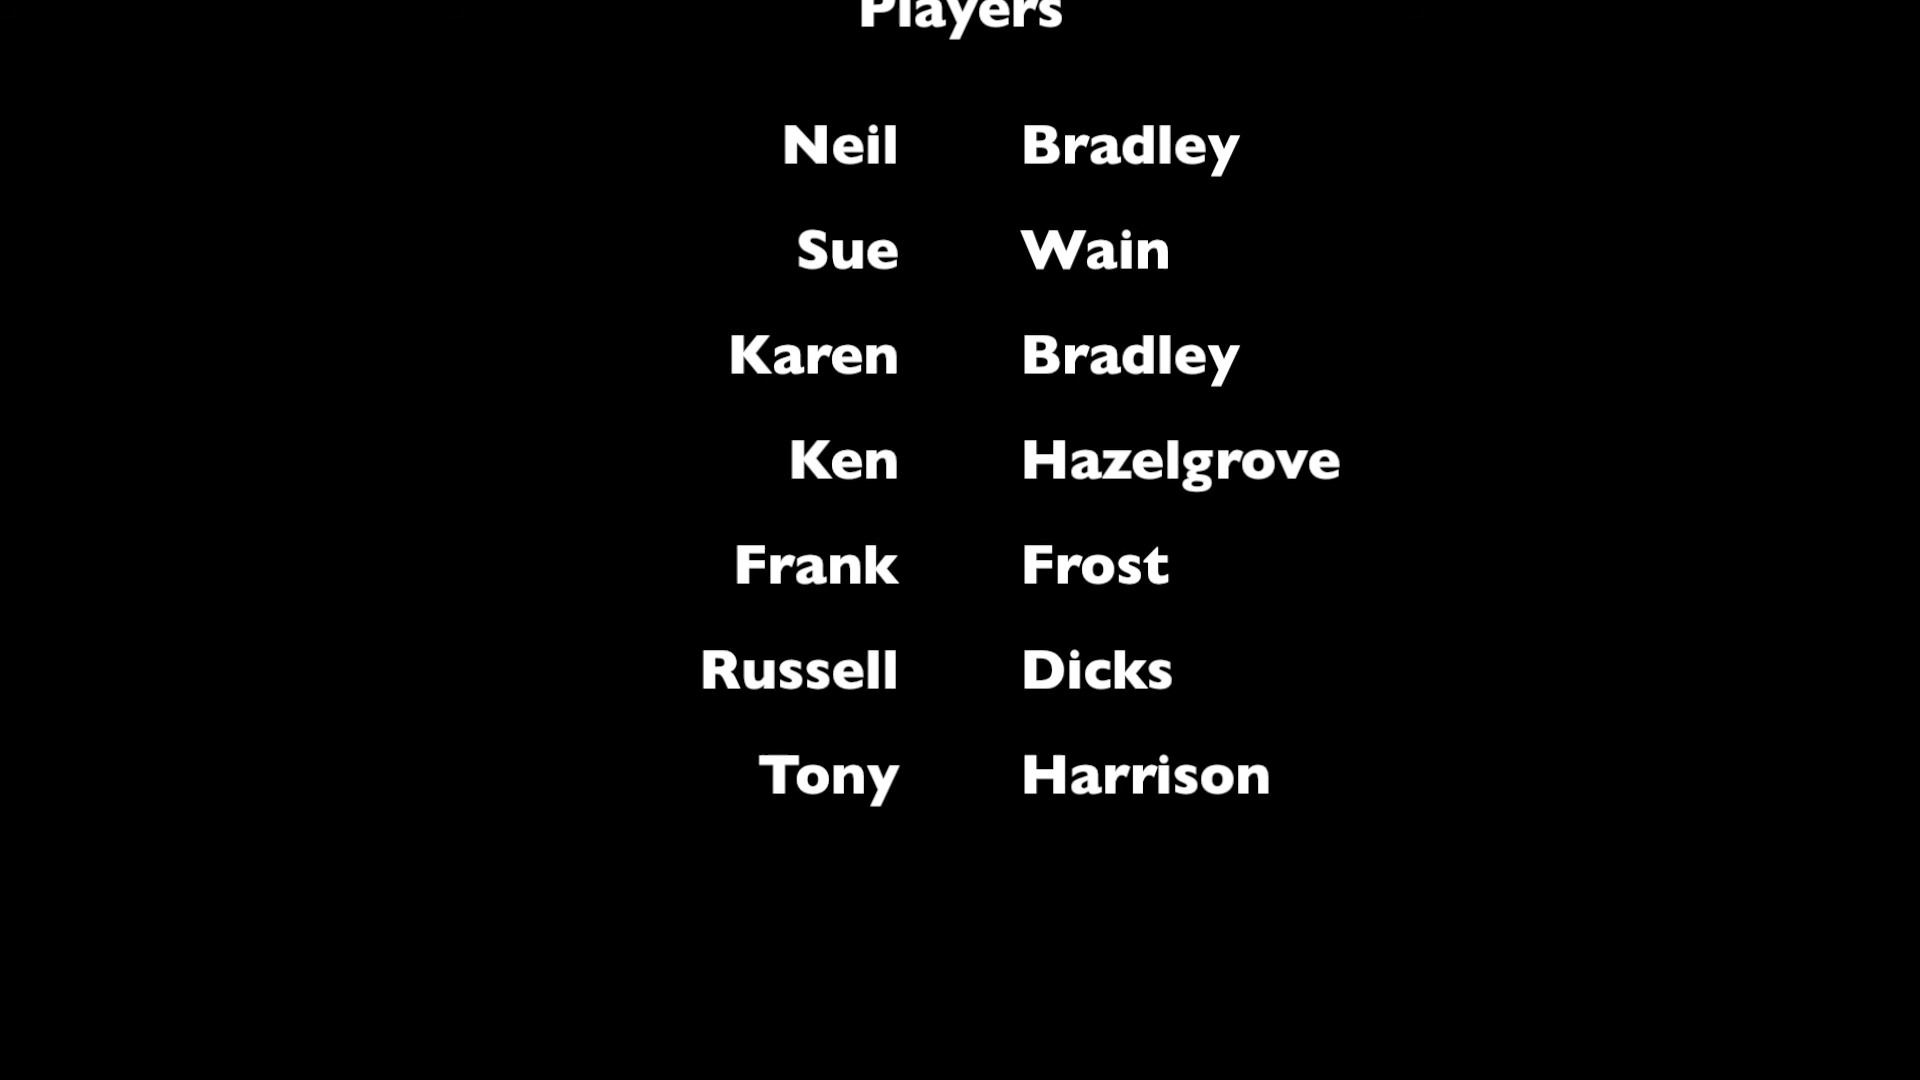 Players
Neil Bradley
Sue Wain
Karen Bradley
Ken Hazelgrove
Frank Frost
Russell Dicks
Tony Harrison